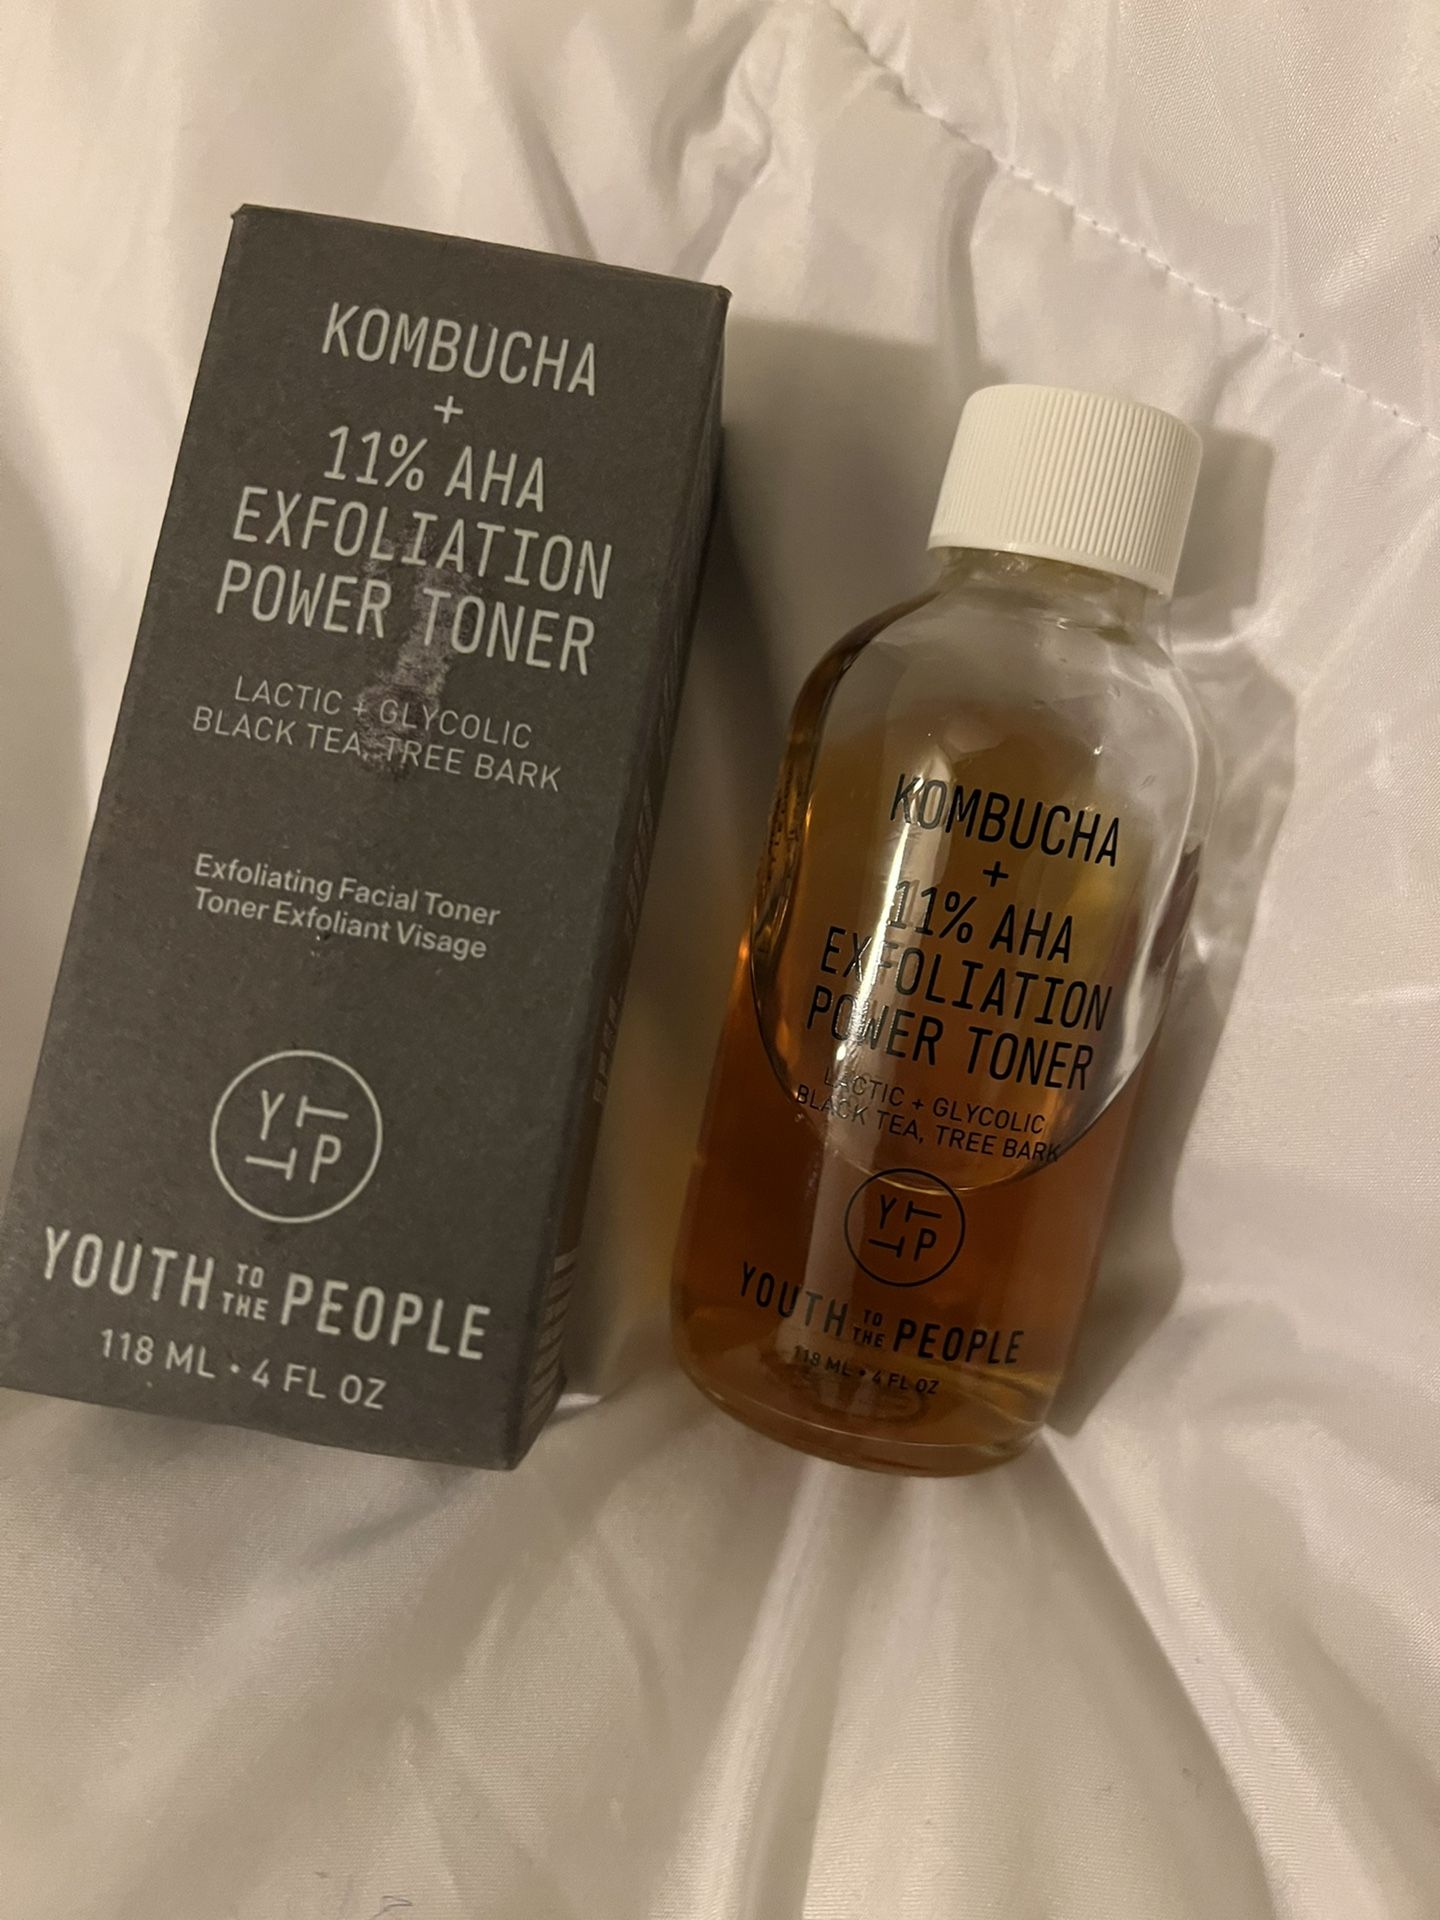 KOMBUCHA
+
11% AHA
EXFOLIATION
POWER TONER
LACTIC + GLYCOLIC
BLACK TEA, TREE BARK
Exfoliating Facial Toner
Toner Exfoliant Visage
YTTP
YOUTH TO THE PEOPLE
118 ML • 4 FL OZ
KOMBUCHA
+
11% AHA
EXFOLIATION
POWER TONER
LACTIC + GLYCOLIC
BLACK TEA, TREE BARK
YTTP
YOUTH TO THE PEOPLE
118 ML • 4 FL OZ